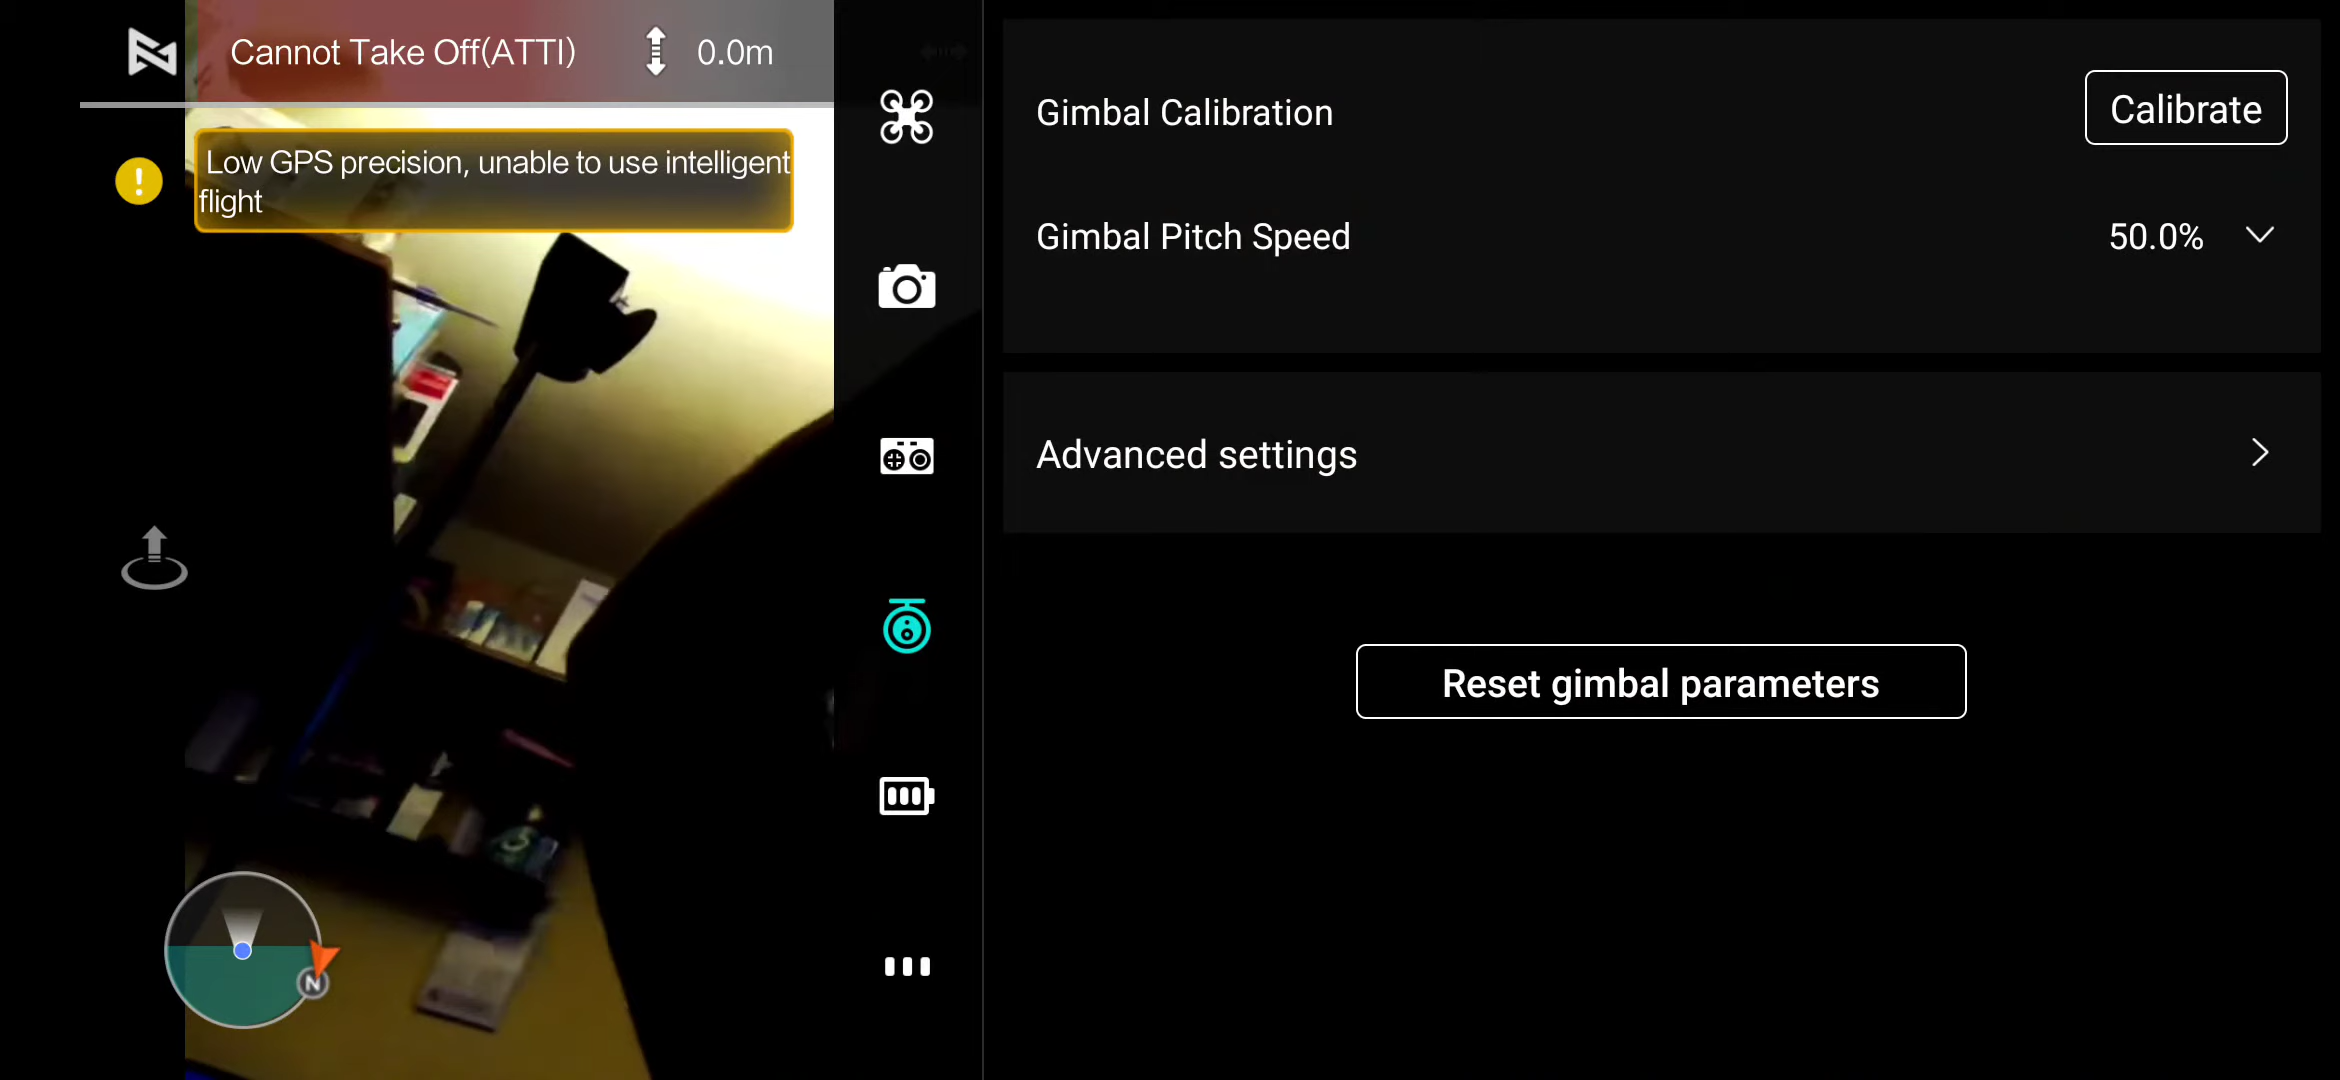 Cannot Take Off(ATTI) 0.0m
Low GPS precision, unable to use intelligent
flight
N
Gimbal Calibration Calibrate
Gimbal Pitch Speed 50.0%
Advanced settings
Reset gimbal parameters